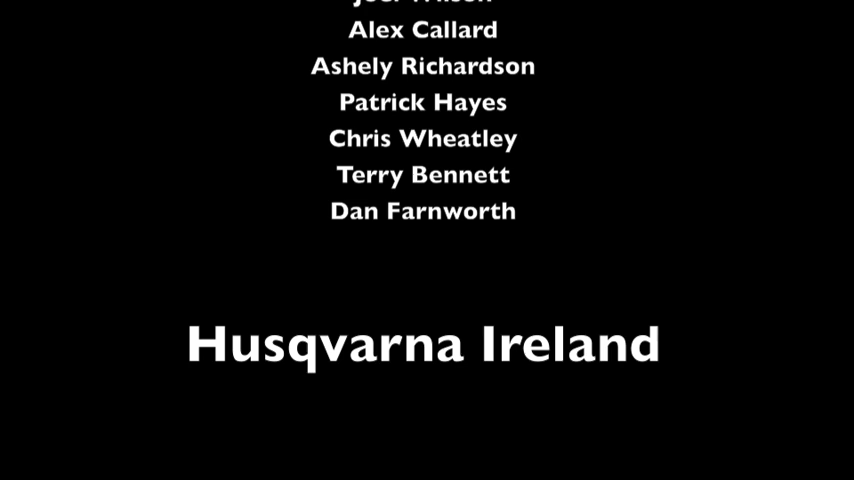 Alex Callard
Ashely Richardson
Patrick Hayes
Chris Wheatley
Terry Bennett
Dan Farnworth
Husqvarna Ireland